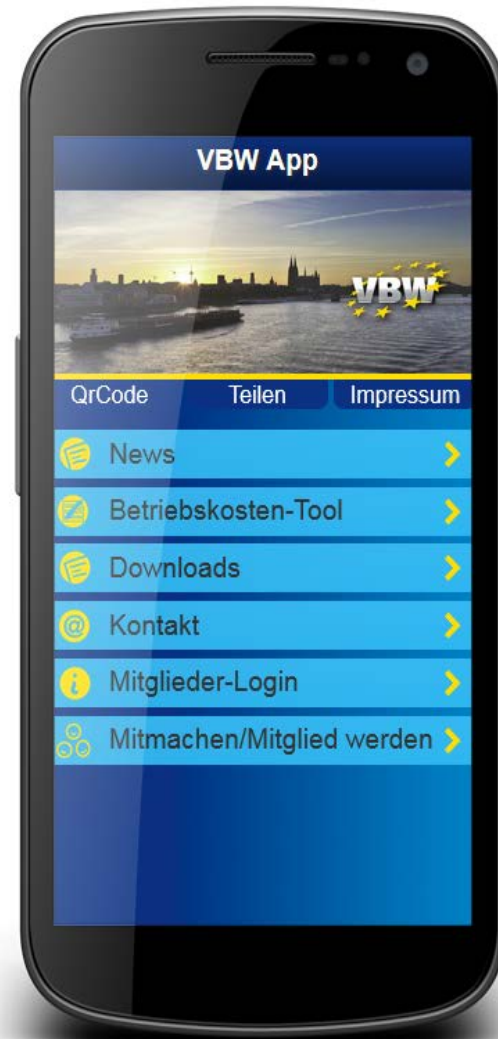 VBW App
VBW
QrCode Teilen Impressum
News
Betriebskosten-Tool
Downloads
@ Kontakt
i Mitglieder-Login
Mitmachen/Mitglied werden